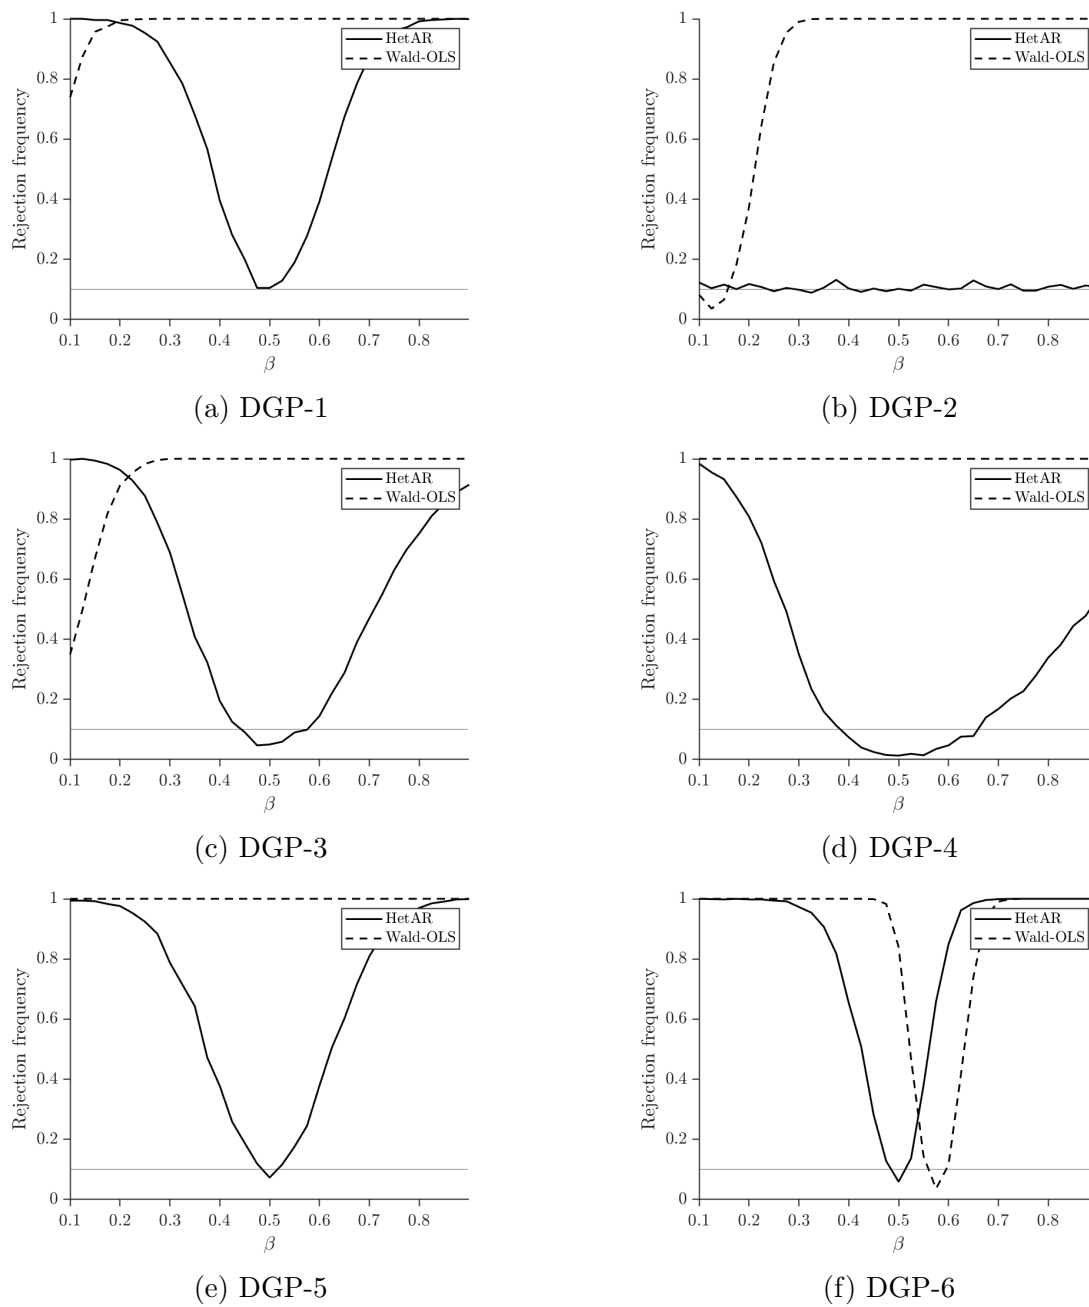 1
0.8
0.6
0.4
0.2
0
Rejection frequency
HetAR
Wald-OLS
0.1 0.2 0.3 0.4 0.5 0.6 0.7 0.8
β
(a) DGP-1
1
0.8
0.6
0.4
0.2
0
Rejection frequency
HetAR
Wald-OLS
0.1 0.2 0.3 0.4 0.5 0.6 0.7 0.8
β
(b) DGP-2
1
0.8
0.6
0.4
0.2
0
Rejection frequency
HetAR
Wald-OLS
0.1 0.2 0.3 0.4 0.5 0.6 0.7 0.8
β
(c) DGP-3
1
0.8
0.6
0.4
0.2
0
Rejection frequency
HetAR
Wald-OLS
0.1 0.2 0.3 0.4 0.5 0.6 0.7 0.8
β
(d) DGP-4
1
0.8
0.6
0.4
0.2
0
Rejection frequency
HetAR
Wald-OLS
0.1 0.2 0.3 0.4 0.5 0.6 0.7 0.8
β
(e) DGP-5
1
0.8
0.6
0.4
0.2
0
Rejection frequency
HetAR
Wald-OLS
0.1 0.2 0.3 0.4 0.5 0.6 0.7 0.8
β
(f) DGP-6